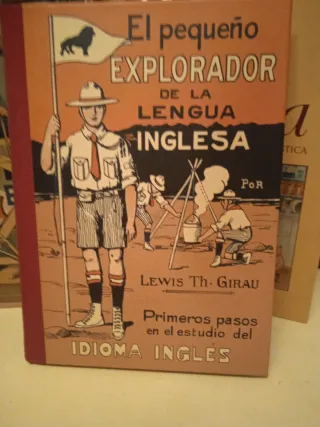 El pequeño
EXPLORADOR
DE LA
LENGUA
INGLESA
POR
LEWIS TH. GIRAU
Primeros pasos
en el estudio del
IDIOMA INGLÉS
a
TICA